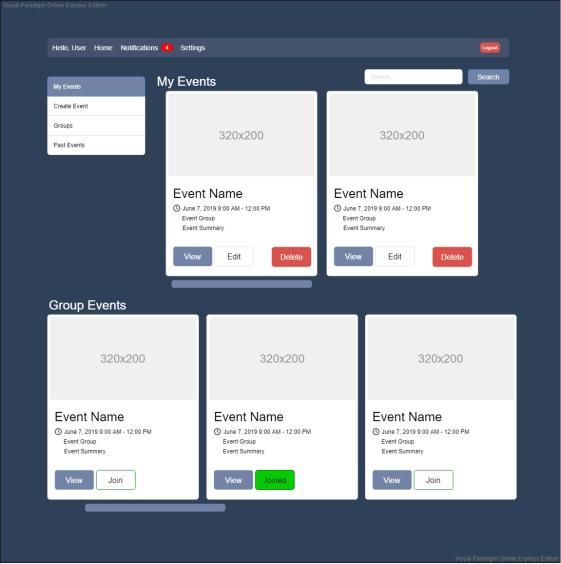 Visual Paradigm Online Express Edition
Hello, User Home Notifications 4 Settings Logout
My Events
Create Event
Groups
Past Events
My Events
Search...
Search
320x200
Event Name
June 7, 2019 9:00 AM - 12:00 PM
Event Group
Event Summary
View Edit Delete
320x200
Event Name
June 7, 2019 9:00 AM - 12:00 PM
Event Group
Event Summary
View Edit Delete
Group Events
320x200
Event Name
June 7, 2019 9:00 AM - 12:00 PM
Event Group
Event Summary
View Join
320x200
Event Name
June 7, 2019 9:00 AM - 12:00 PM
Event Group
Event Summary
View Joined
320x200
Event Name
June 7, 2019 9:00 AM - 12:00 PM
Event Group
Event Summary
View Join
Visual Paradigm Online Express Edition